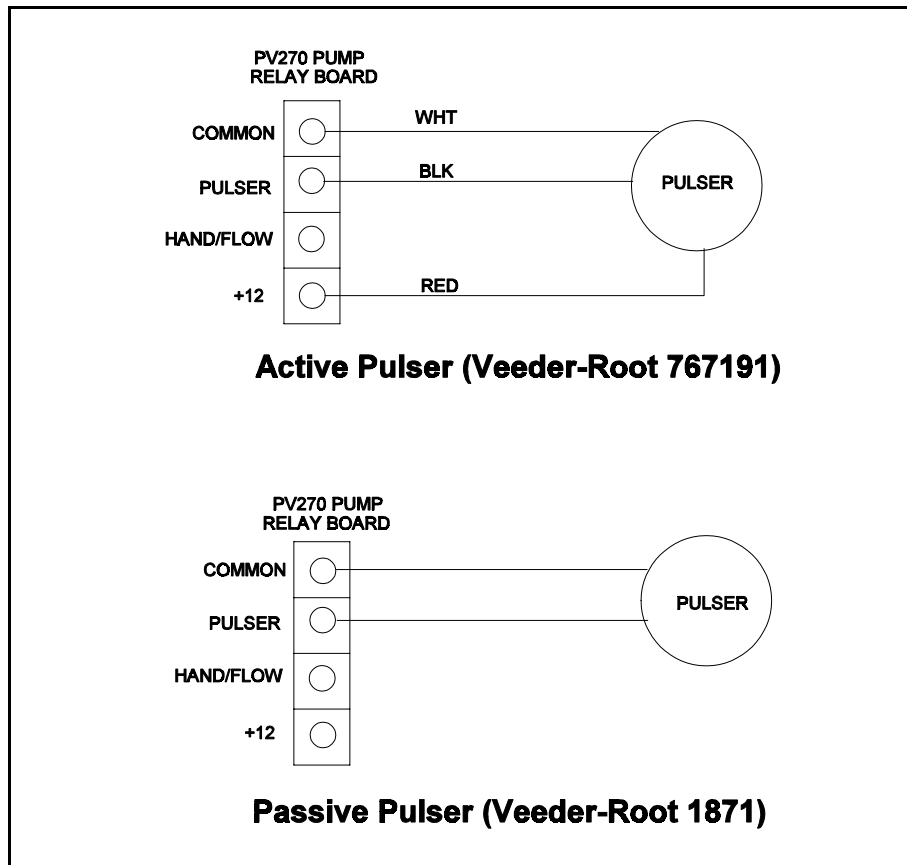 PV270 PUMP
RELAY BOARD
COMMON
WHT
PULSER
BLK
PULSER
HAND/FLOW
+12
RED
Active Pulser (Veeder-Root 767191)
PV270 PUMP
RELAY BOARD
COMMON
PULSER
PULSER
HAND/FLOW
+12
Passive Pulser (Veeder-Root 1871)